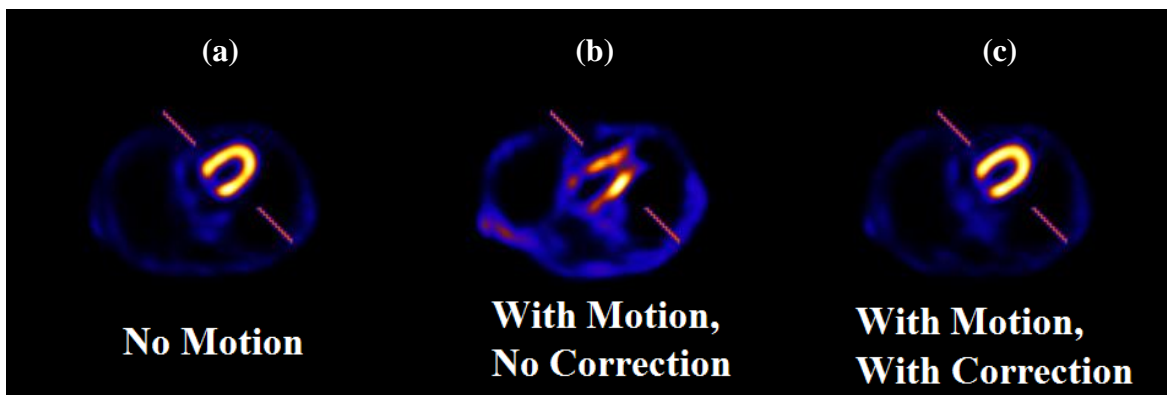 (a)
(b)
(c)
No Motion
With Motion,
No Correction
With Motion,
With Correction